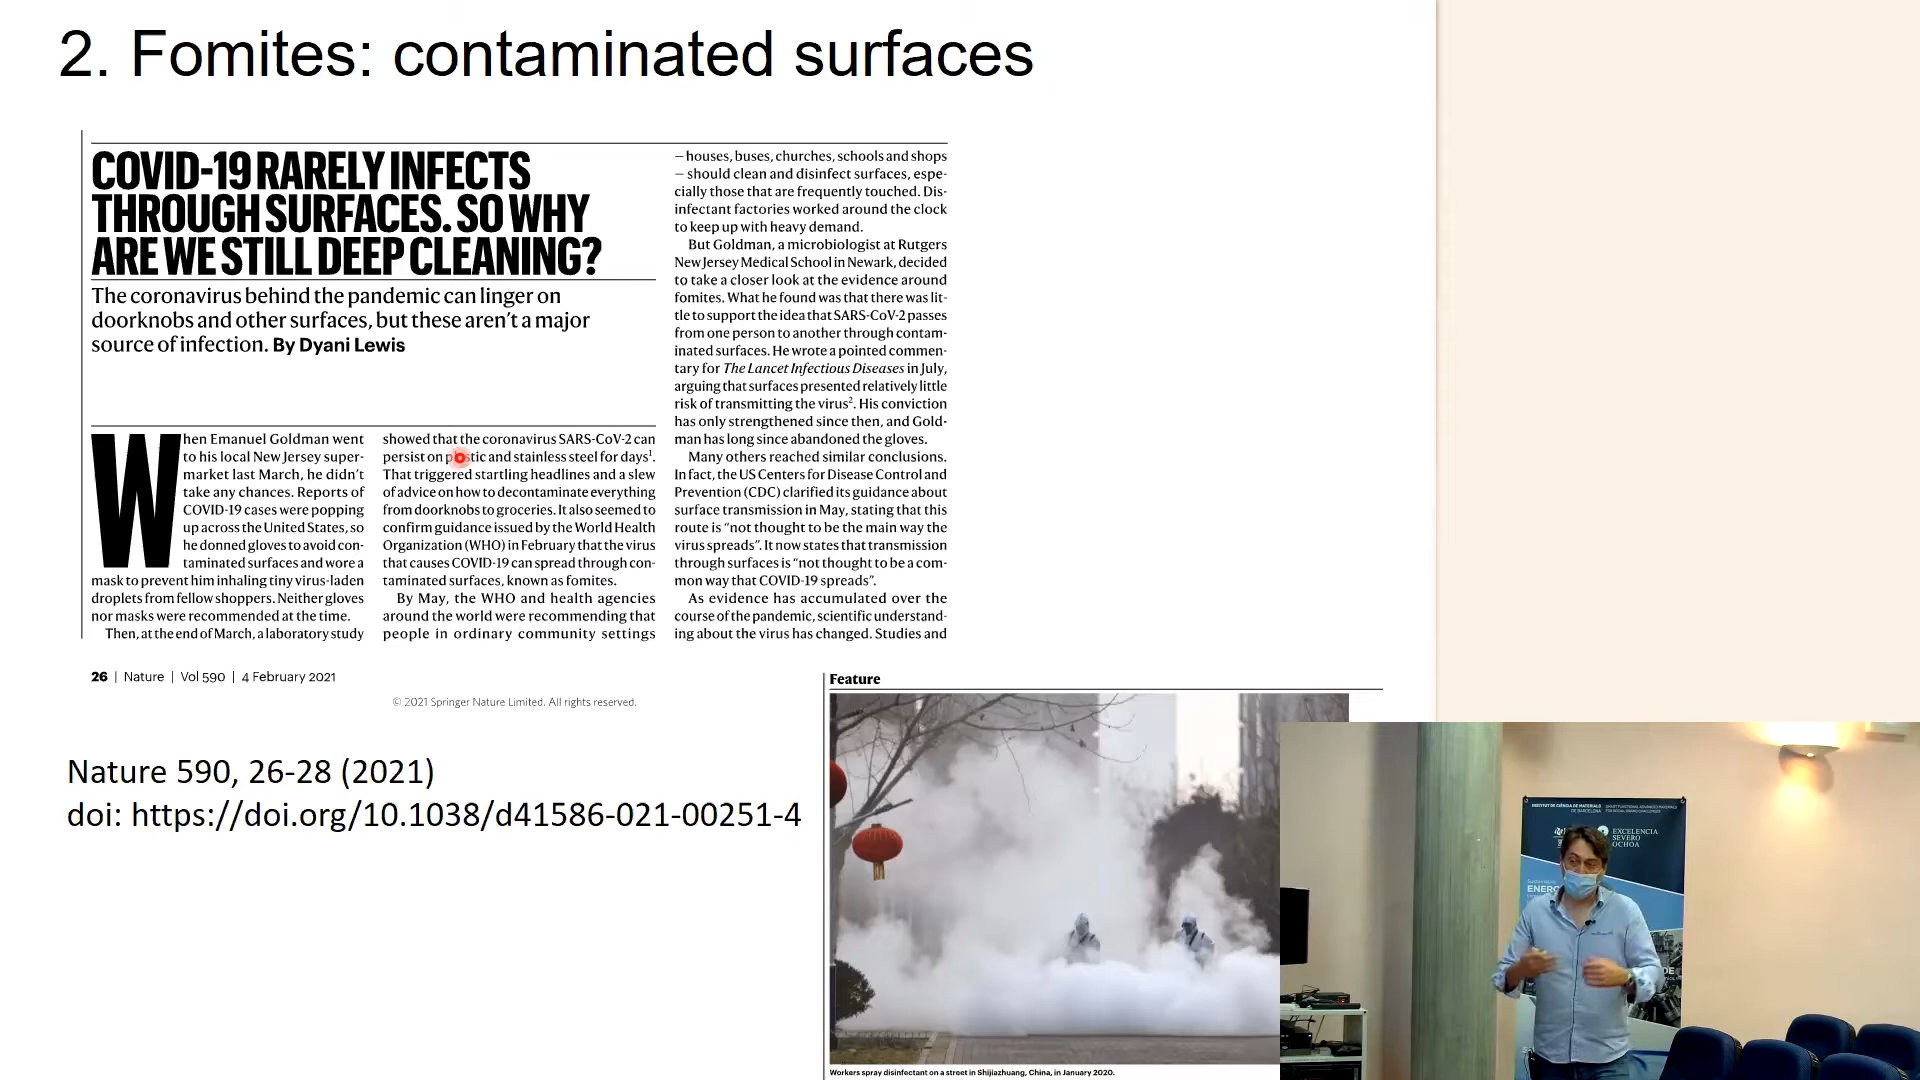 2. Fomites: contaminated surfaces
COVID-19 RARELY INFECTS
THROUGH SURFACES. SO WHY
ARE WE STILL DEEP CLEANING?
The coronavirus behind the pandemic can linger on
doorknobs and other surfaces, but these aren't a major
source of infection. By Dyani Lewis
When Emanuel Goldman went
to his local New Jersey super-
market last March, he didn't
take any chances. Reports of
COVID-19 cases were popping
up across the United States, so
he donned gloves to avoid con-
taminated surfaces and wore a
mask to prevent him inhaling tiny virus-laden
droplets from fellow shoppers. Neither gloves
nor masks were recommended at the time.
Then, at the end of March, a laboratory study
showed that the coronavirus SARS-CoV-2 can
persist on plastic and stainless steel for days¹.
That triggered startling headlines and a slew
of advice on how to decontaminate everything
from doorknobs to groceries. It also seemed to
confirm guidance issued by the World Health
Organization (WHO) in February that the virus
that causes COVID-19 can spread through con-
taminated surfaces, known as fomites.
By May, the WHO and health agencies
around the world were recommending that
people in ordinary community settings
– houses, buses, churches, schools and shops
– should clean and disinfect surfaces, espe-
cially those that are frequently touched. Dis-
infectant factories worked around the clock
to keep up with heavy demand.
But Goldman, a microbiologist at Rutgers
New Jersey Medical School in Newark, decided
to take a closer look at the evidence around
fomites. What he found was that there was lit-
tle to support the idea that SARS-CoV-2 passes
from one person to another through contam-
inated surfaces. He wrote a pointed commen-
tary for The Lancet Infectious Diseases in July,
arguing that surfaces presented relatively little
risk of transmitting the virus². His conviction
has only strengthened since then, and Gold-
man has long since abandoned the gloves.
Many others reached similar conclusions.
In fact, the US Centers for Disease Control and
Prevention (CDC) clarified its guidance about
surface transmission in May, stating that this
route is “not thought to be the main way the
virus spreads”. It now states that transmission
through surfaces is “not thought to be a com-
mon way that COVID-19 spreads”.
As evidence has accumulated over the
course of the pandemic, scientific understand-
ing about the virus has changed. Studies and
26 | Nature | Vol 590 | 4 February 2021
© 2021 Springer Nature Limited. All rights reserved.
Nature 590, 26-28 (2021)
doi: https://doi.org/10.1038/d41586-021-00251-4
Feature
Workers spray disinfectant on a street in Shijiazhuang, China, in January 2020.
INSTITUT DE CIÈNCIA DE MATERIALS
DE BARCELONA
EXCELENCIA
SEVERO
OCHOA
ENERG